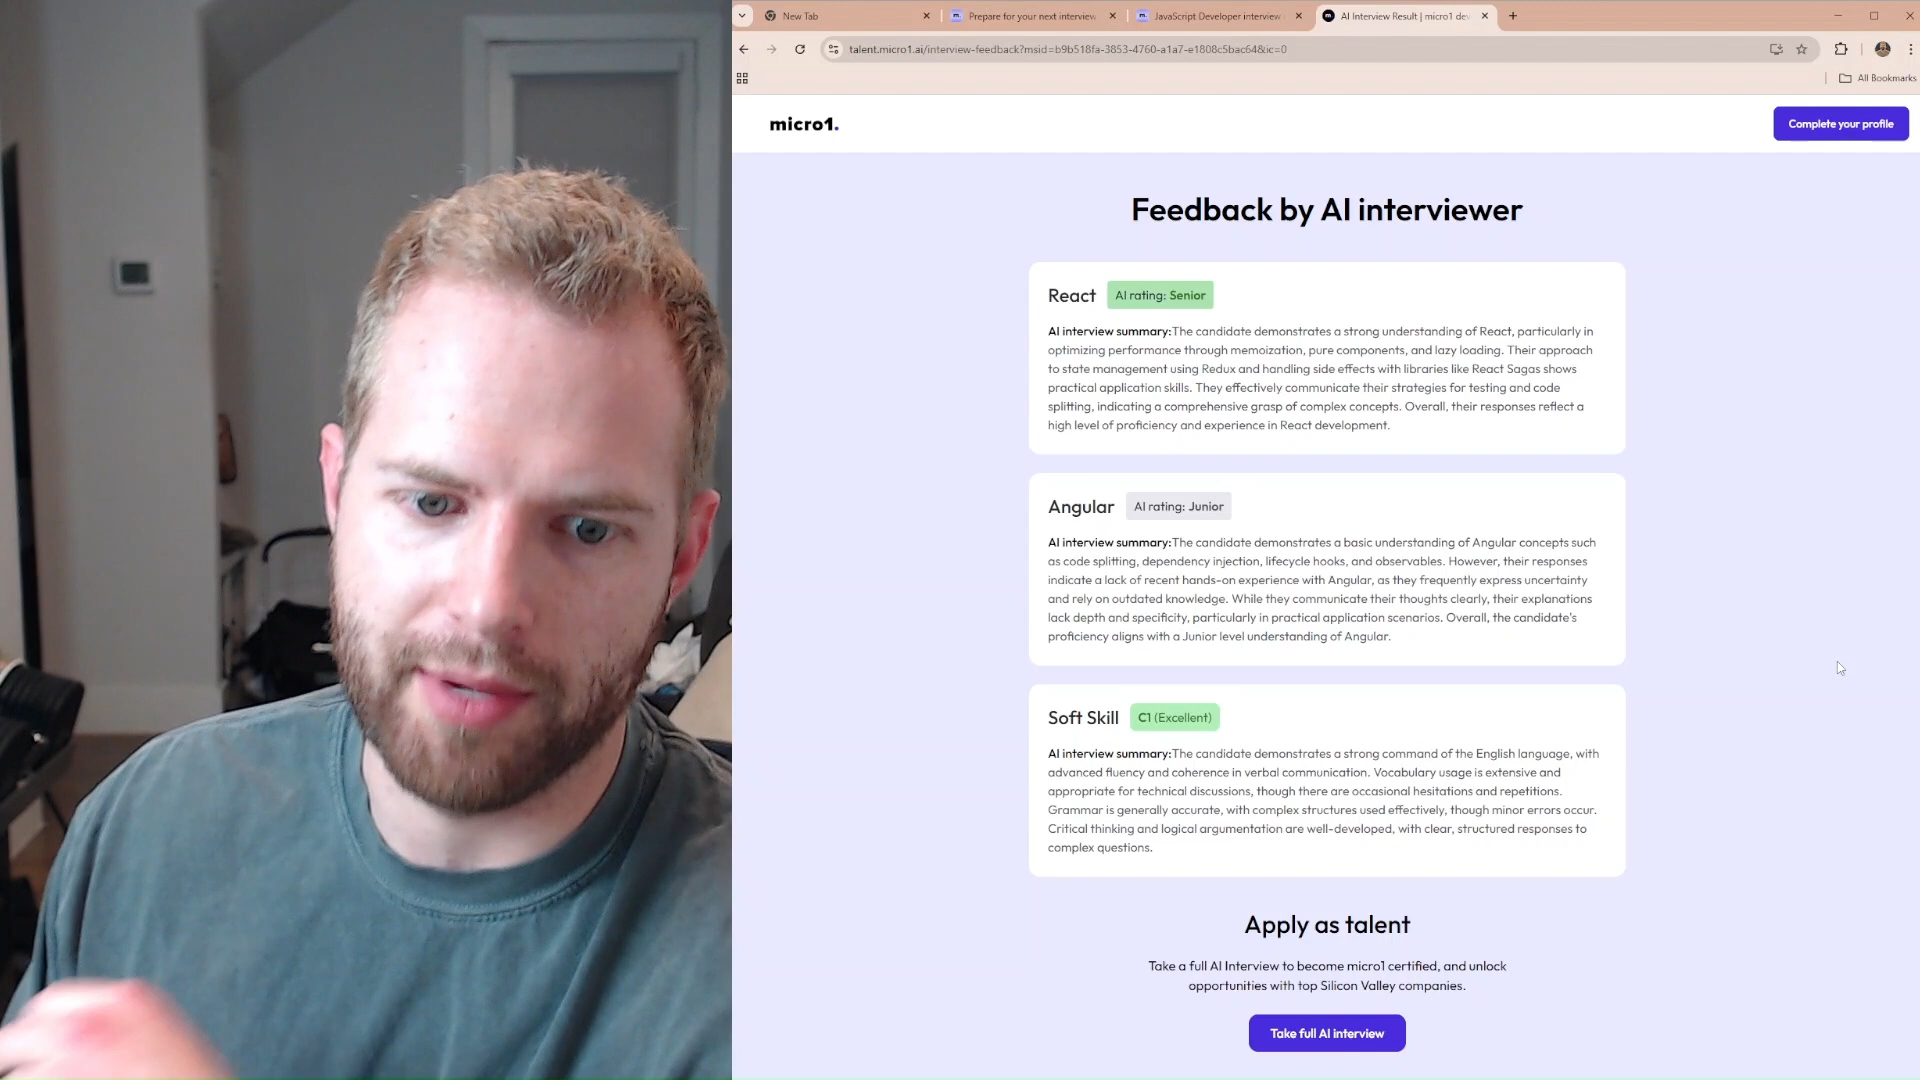 New Tab
Prepare for your next interview
JavaScript Developer interview
AI Interview Result | micro1 dev
talent.micro1.ai/interview-feedback?msid=b9b518fa-3853-4760-a1a7-e1808c5bac64&ic=0
All Bookmarks
micro1.
Complete your profile
Feedback by AI interviewer
React AI rating: Senior
AI interview summary:The candidate demonstrates a strong understanding of React, particularly in
optimizing performance through memoization, pure components, and lazy loading. Their approach
to state management using Redux and handling side effects with libraries like React Sagas shows
practical application skills. They effectively communicate their strategies for testing and code
splitting, indicating a comprehensive grasp of complex concepts. Overall, their responses reflect a
high level of proficiency and experience in React development.
Angular AI rating: Junior
AI interview summary:The candidate demonstrates a basic understanding of Angular concepts such
as code splitting, dependency injection, lifecycle hooks, and observables. However, their responses
indicate a lack of recent hands-on experience with Angular, as they frequently express uncertainty
and rely on outdated knowledge. While they communicate their thoughts clearly, their explanations
lack depth and specificity, particularly in practical application scenarios. Overall, the candidate's
proficiency aligns with a Junior level understanding of Angular.
Soft Skill C1 (Excellent)
AI interview summary:The candidate demonstrates a strong command of the English language, with
advanced fluency and coherence in verbal communication. Vocabulary usage is extensive and
appropriate for technical discussions, though there are occasional hesitations and repetitions.
Grammar is generally accurate, with complex structures used effectively, though minor errors occur.
Critical thinking and logical argumentation are well-developed, with clear, structured responses to
complex questions.
Apply as talent
Take a full AI Interview to become micro1 certified, and unlock
opportunities with top Silicon Valley companies.
Take full AI interview